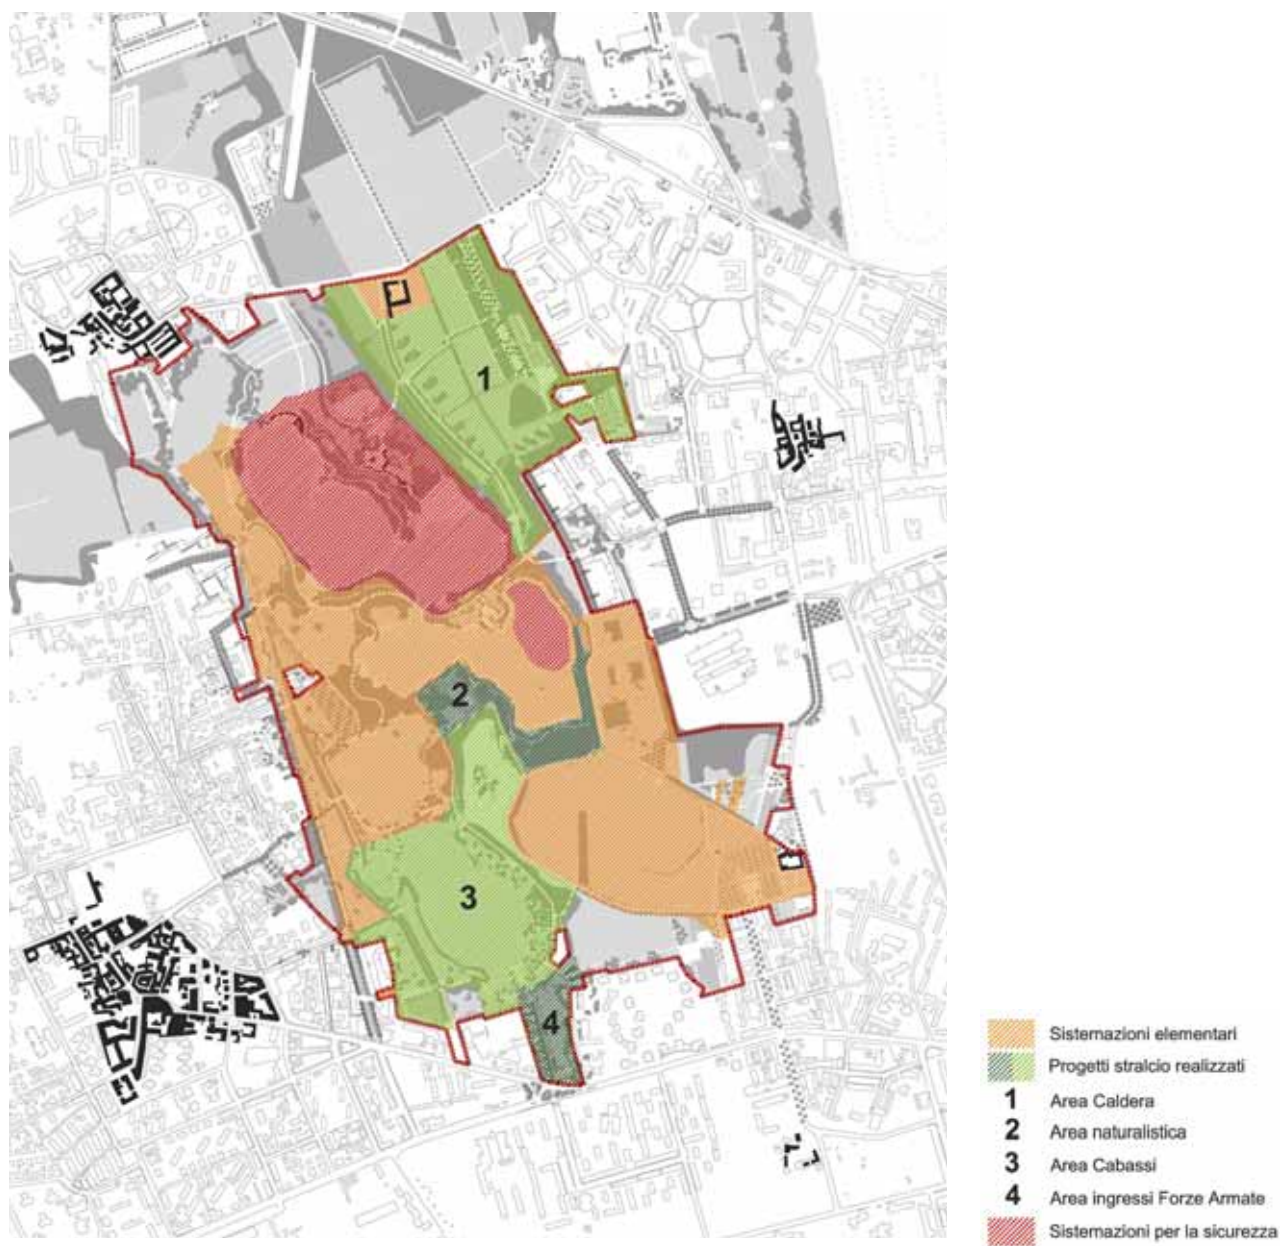 1
2
3
4
Sistemazioni elementari
Progetti stralcio realizzati
1 Area Caldera
2 Area naturalistica
3 Area Cabassi
4 Area ingressi Forze Armate
Sistemazioni per la sicurezza